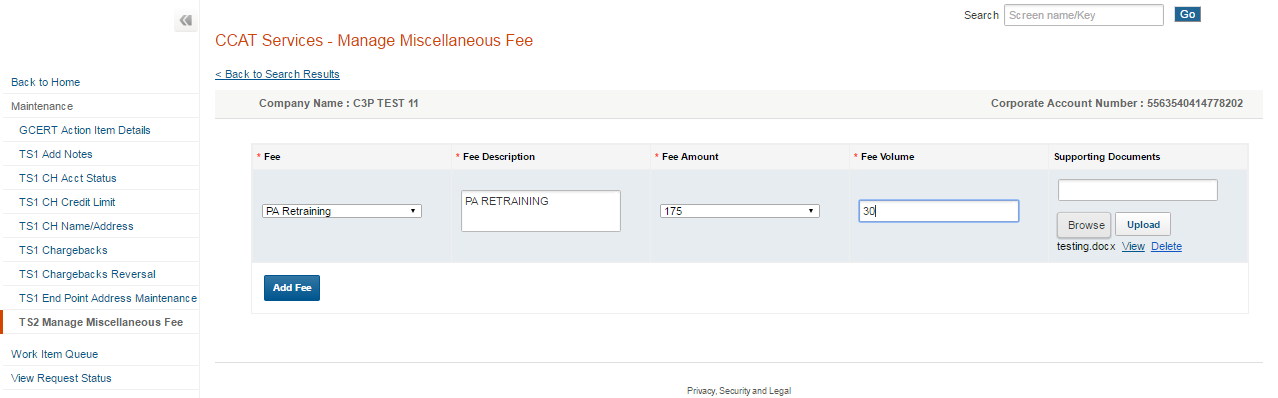 Search Screen name/Key Go
CCAT Services - Manage Miscellaneous Fee
< Back to Search Results
Company Name : C3P TEST 11 Corporate Account Number : 5563540414778202
Back to Home
Maintenance
GCERT Action Item Details
TS1 Add Notes
TS1 CH Acct Status
TS1 CH Credit Limit
TS1 CH Name/Address
TS1 Chargebacks
TS1 Chargebacks Reversal
TS1 End Point Address Maintenance
TS2 Manage Miscellaneous Fee
Work Item Queue
View Request Status
* Fee * Fee Description * Fee Amount * Fee Volume Supporting Documents
PA Retraining PA RETRAINING 175 30
Browse Upload
testing.docx View Delete
Add Fee
Privacy, Security and Legal